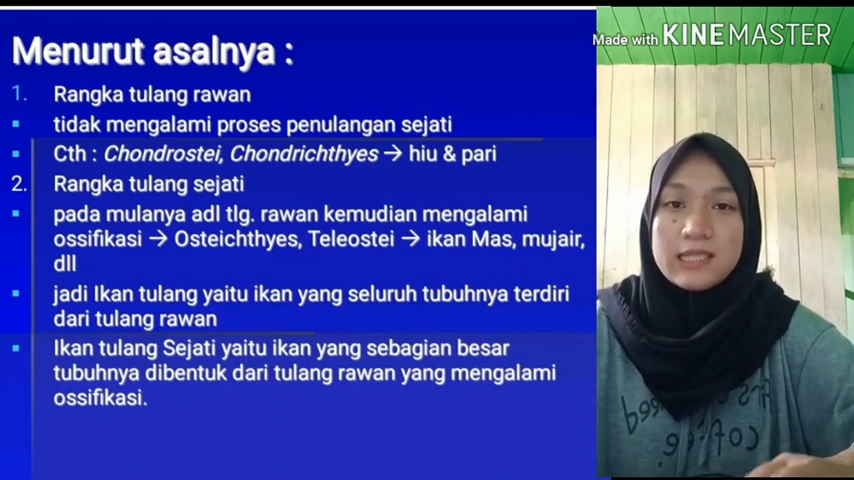 Made with KINEMASTER
Menurut asalnya :
1. Rangka tulang rawan
▪ tidak mengalami proses penulangan sejati
▪ Cth : Chondrostei, Chondrichthyes → hiu & pari
2. Rangka tulang sejati
▪ pada mulanya adl tlg. rawan kemudian mengalami
ossifikasi → Osteichthyes, Teleostei → ikan Mas, mujair,
dll
▪ jadi Ikan tulang yaitu ikan yang seluruh tubuhnya terdiri
dari tulang rawan
▪ Ikan tulang Sejati yaitu ikan yang sebagian besar
tubuhnya dibentuk dari tulang rawan yang mengalami
ossifikasi.
coffee